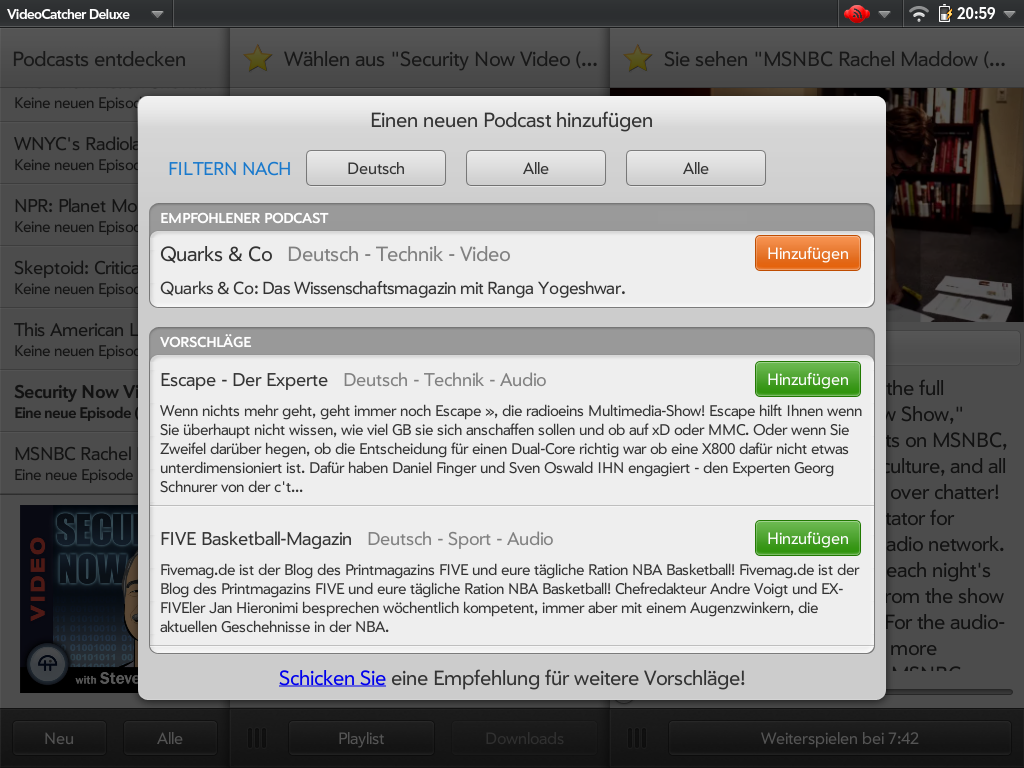 VideoCatcher Deluxe
20:59
Podcasts entdecken
Wählen aus "Security Now Video (...
Sie sehen "MSNBC Rachel Maddow (...
Keine neuen Episo
WNYC's Radiola
Keine neuen Episo
NPR: Planet Mo
Keine neuen Episo
Skeptoid: Critica
Keine neuen Episo
This American L
Keine neuen Episo
Security Now Vi
Eine neue Episode (
MSNBC Rachel
Eine neue Episode
VIDEO
SECUR
NOW
with Steve
Einen neuen Podcast hinzufügen
FILTERN NACH
Deutsch
Alle
Alle
EMPFOHLENER PODCAST
Quarks & Co Deutsch - Technik - Video
Hinzufügen
Quarks & Co: Das Wissenschaftsmagazin mit Ranga Yogeshwar.
VORSCHLÄGE
Escape - Der Experte Deutsch - Technik - Audio
Hinzufügen
Wenn nichts mehr geht, geht immer noch Escape », die radioeins Multimedia-Show! Escape hilft Ihnen wenn
Sie überhaupt nicht wissen, wie viel GB sie sich anschaffen sollen und ob auf xD oder MMC. Oder wenn Sie
Zweifel darüber hegen, ob die Entscheidung für einen Dual-Core richtig war ob eine X800 dafür nicht etwas
unterdimensioniert ist. Dafür haben Daniel Finger und Sven Oswald IHN engagiert - den Experten Georg
Schnurer von der c't...
FIVE Basketball-Magazin Deutsch - Sport - Audio
Hinzufügen
Fivemag.de ist der Blog des Printmagazins FIVE und eure tägliche Ration NBA Basketball! Fivemag.de ist der
Blog des Printmagazins FIVE und eure tägliche Ration NBA Basketball! Chefredakteur Andre Voigt und EX-
FIVEler Jan Hieronimi besprechen wöchentlich kompetent, immer aber mit einem Augenzwinkern, die
aktuellen Geschehnisse in der NBA.
Schicken Sie eine Empfehlung für weitere Vorschläge!
the full
w Show,"
ts on MSNBC,
culture, and all
over chatter!
tator for
adio network.
each night's
rom the show
For the audio-
more
MSNBC
Neu
Alle
Playlist
Downloads
Weiterspielen bei 7:42